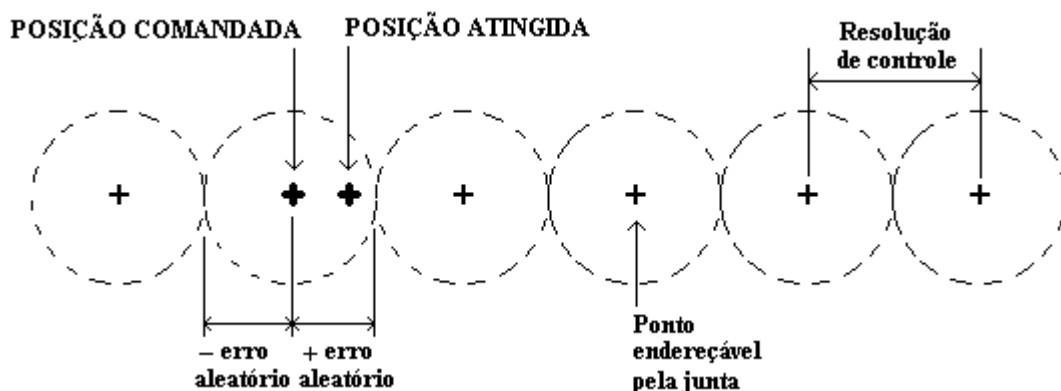 POSIÇÃO COMANDADA
POSIÇÃO ATINGIDA
Resolução
de controle
– erro
aleatório
+ erro
aleatório
Ponto
endereçável
pela junta